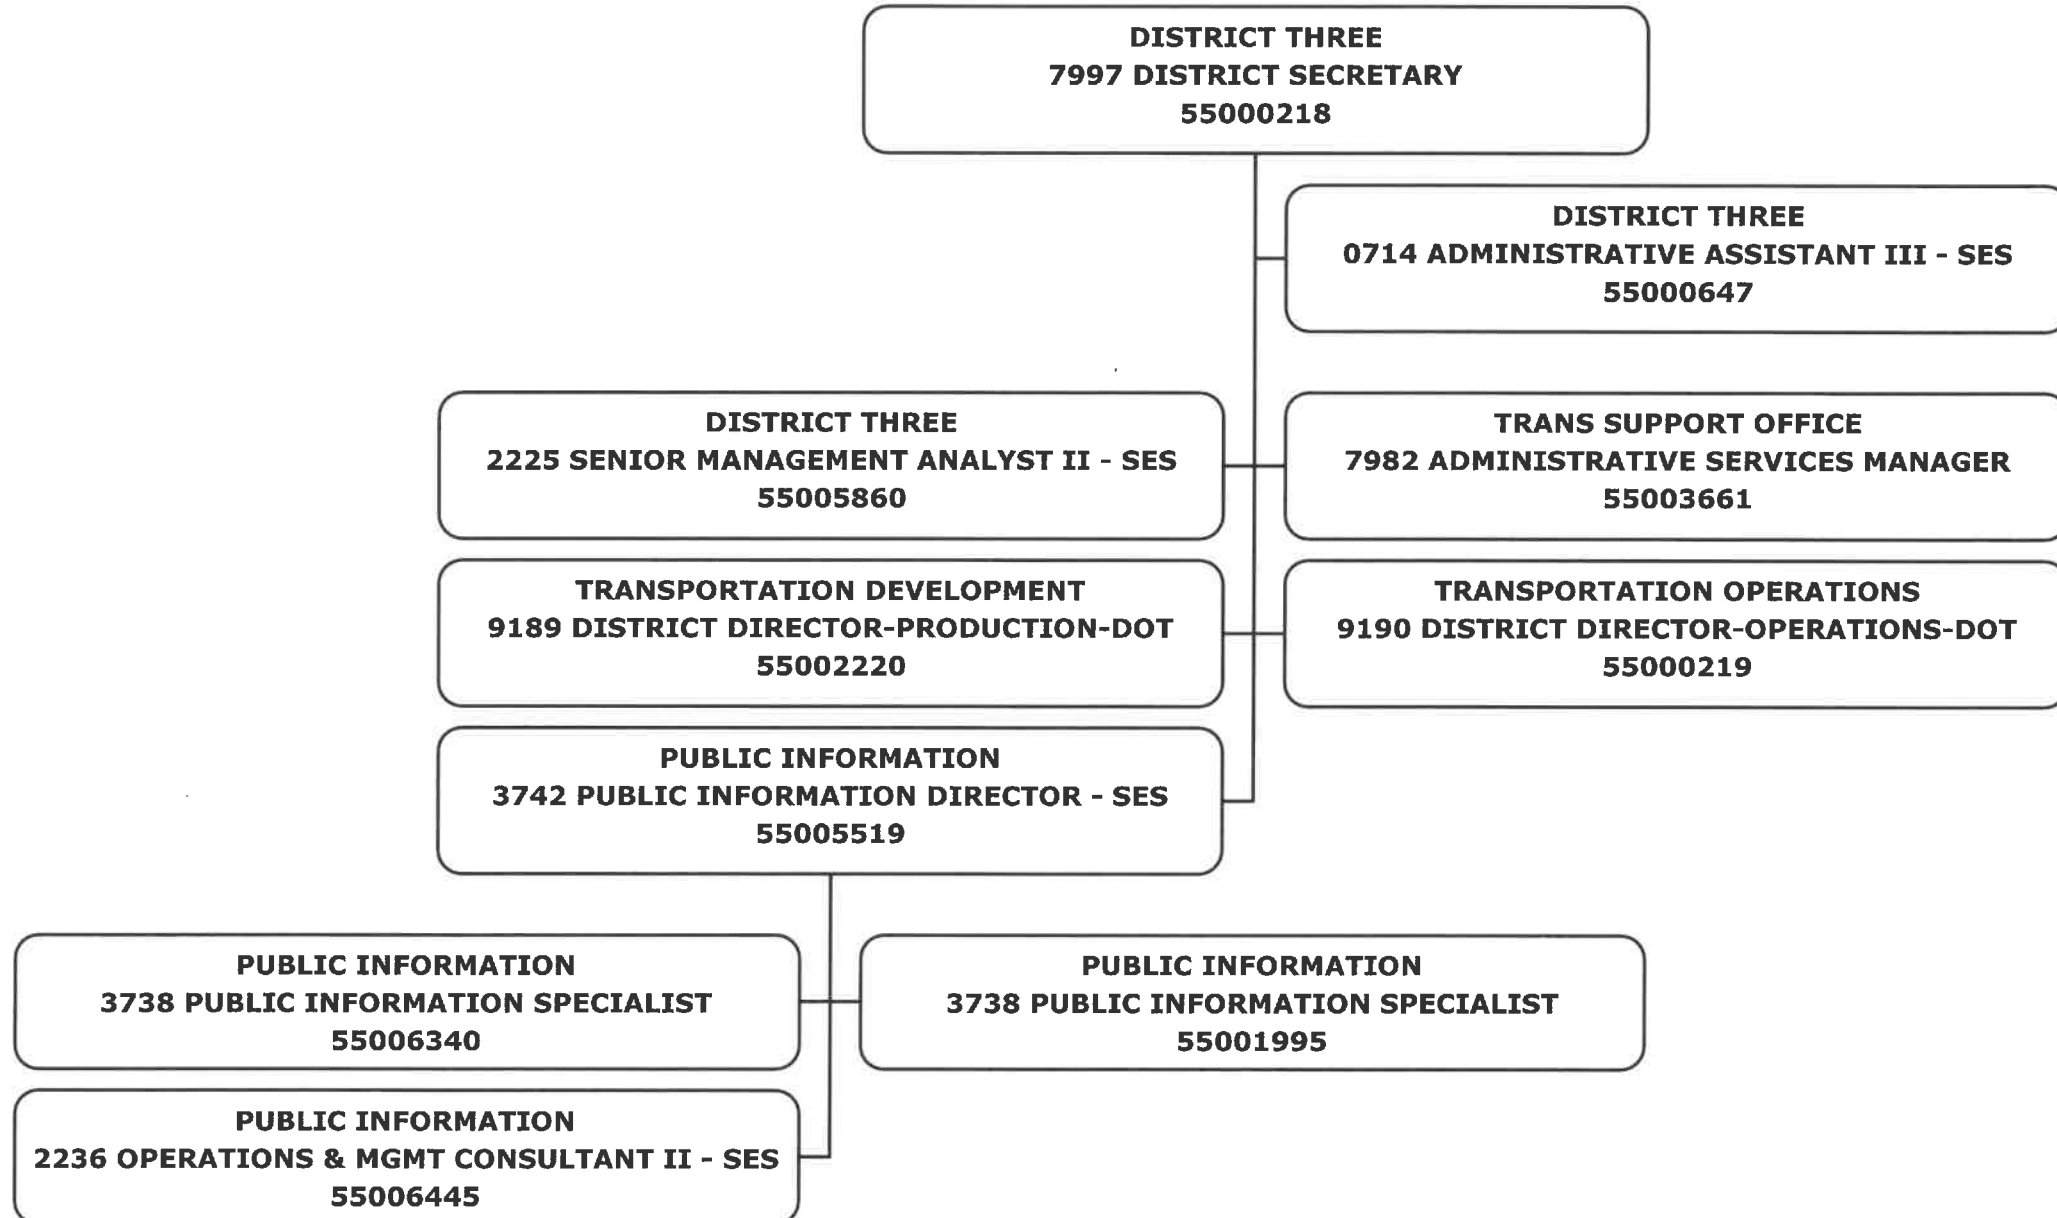 DISTRICT THREE
7997 DISTRICT SECRETARY
55000218
DISTRICT THREE
0714 ADMINISTRATIVE ASSISTANT III - SES
55000647
DISTRICT THREE
2225 SENIOR MANAGEMENT ANALYST II - SES
55005860
TRANS SUPPORT OFFICE
7982 ADMINISTRATIVE SERVICES MANAGER
55003661
TRANSPORTATION DEVELOPMENT
9189 DISTRICT DIRECTOR-PRODUCTION-DOT
55002220
TRANSPORTATION OPERATIONS
9190 DISTRICT DIRECTOR-OPERATIONS-DOT
55000219
PUBLIC INFORMATION
3742 PUBLIC INFORMATION DIRECTOR - SES
55005519
PUBLIC INFORMATION
3738 PUBLIC INFORMATION SPECIALIST
55006340
PUBLIC INFORMATION
3738 PUBLIC INFORMATION SPECIALIST
55001995
PUBLIC INFORMATION
2236 OPERATIONS & MGMT CONSULTANT II - SES
55006445